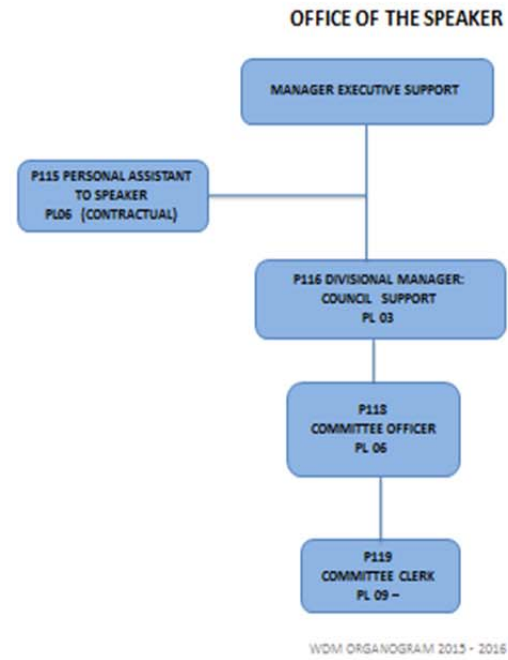 OFFICE OF THE SPEAKER
MANAGER EXECUTIVE SUPPORT
P115 PERSONAL ASSISTANT
TO SPEAKER
PL06 (CONTRACTUAL)
P116 DIVISIONAL MANAGER:
COUNCIL SUPPORT
PL 03
P118
COMMITTEE OFFICER
PL 06
P119
COMMITTEE CLERK
PL 09 –
WDM ORGANOGRAM 2015 - 2016